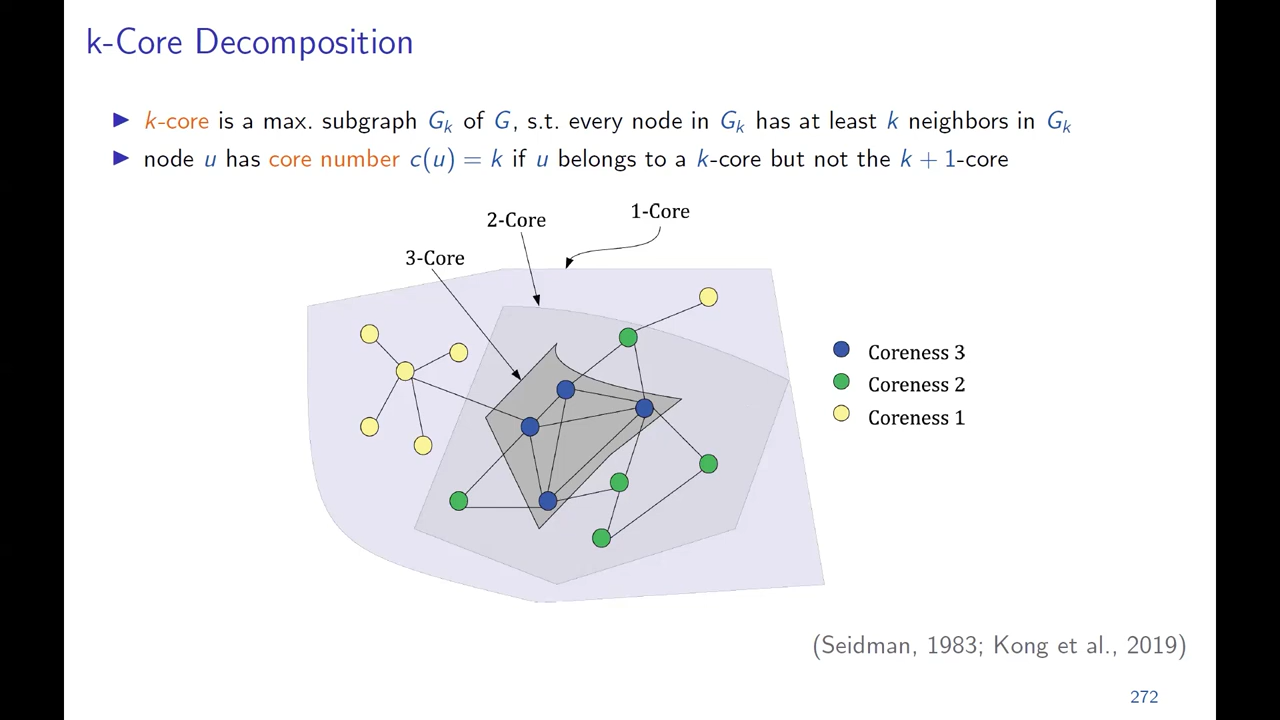 k-Core Decomposition
▶ k-core is a max. subgraph Gₖ of G, s.t. every node in Gₖ has at least k neighbors in Gₖ
▶ node u has core number c(u) = k if u belongs to a k-core but not the k + 1-core
1-Core
2-Core
3-Core
Coreness 3
Coreness 2
Coreness 1
(Seidman, 1983; Kong et al., 2019)
272